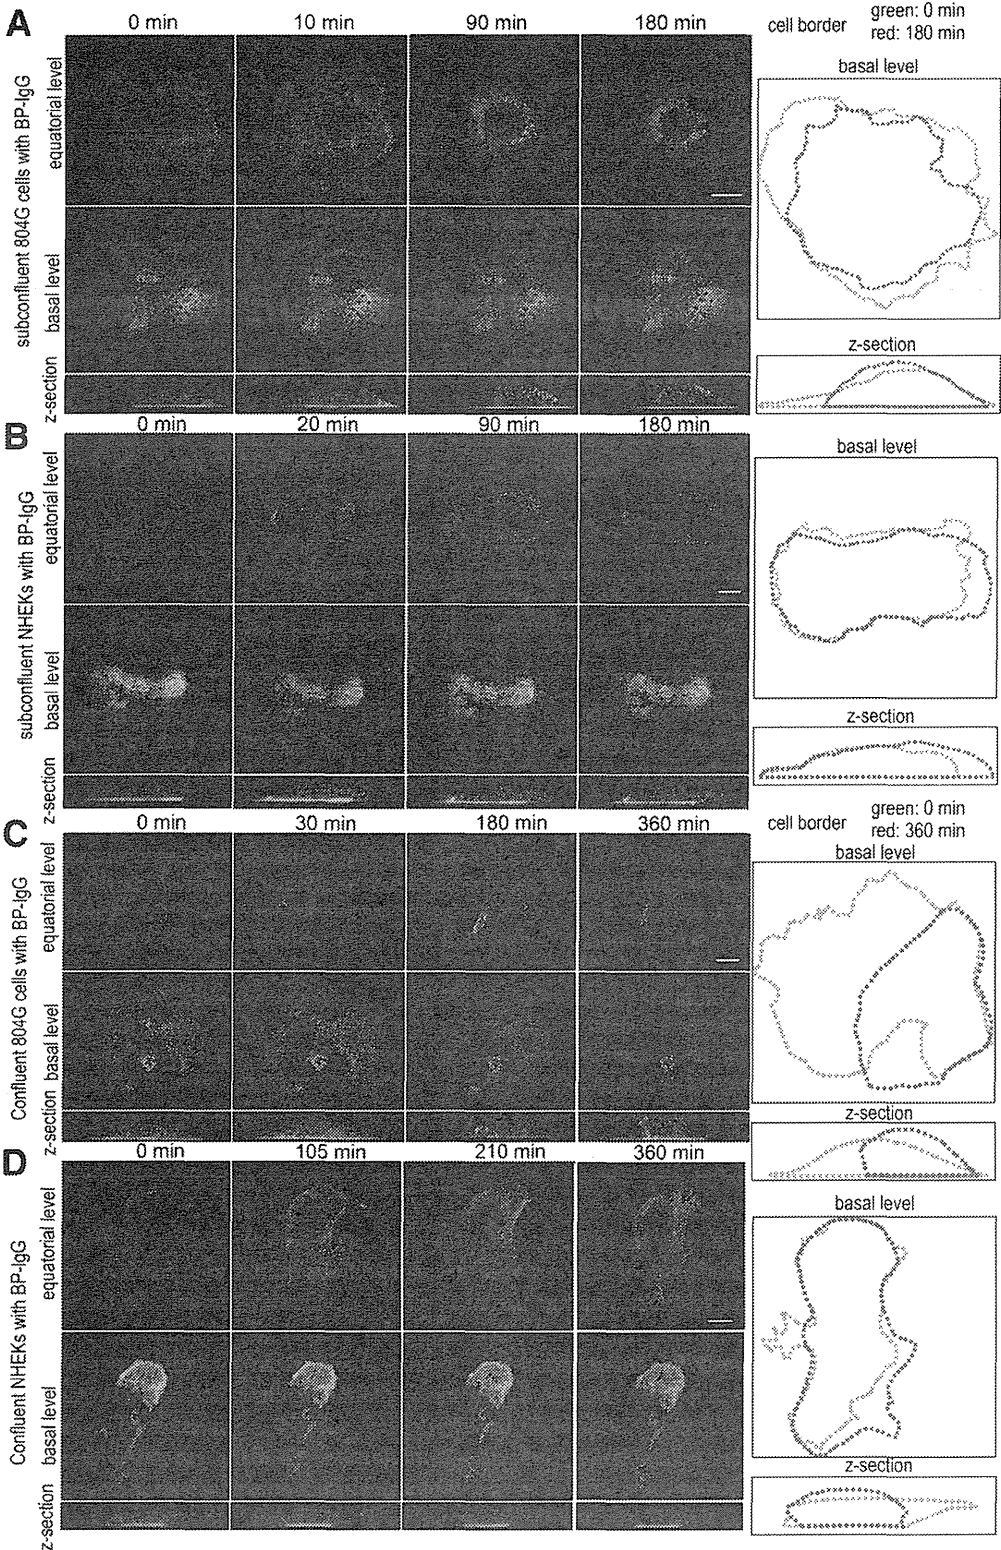 A
0 min 10 min 90 min 180 min
cell border green: 0 min
red: 180 min
subconfluent 804G cells with BP-IgG
equatorial level
basal level
z-section
basal level
z-section
B
0 min 20 min 90 min 180 min
subconfluent NHEKs with BP-IgG
equatorial level
basal level
z-section
basal level
z-section
C
0 min 30 min 180 min 360 min
cell border green: 0 min
red: 360 min
Confluent 804G cells with BP-IgG
equatorial level
basal level
z-section
basal level
z-section
D
0 min 105 min 210 min 360 min
Confluent NHEKs with BP-IgG
equatorial level
basal level
z-section
basal level
z-section